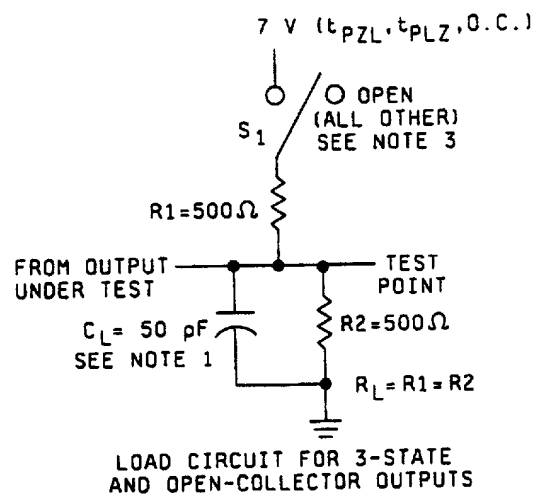 7 V (tPZL,tPLZ,O.C.)
OPEN
(ALL OTHER)
SEE NOTE 3
S1
R1=500Ω
FROM OUTPUT
UNDER TEST
TEST
POINT
CL= 50 pF
SEE NOTE 1
R2=500Ω
RL=R1=R2
LOAD CIRCUIT FOR 3-STATE
AND OPEN-COLLECTOR OUTPUTS